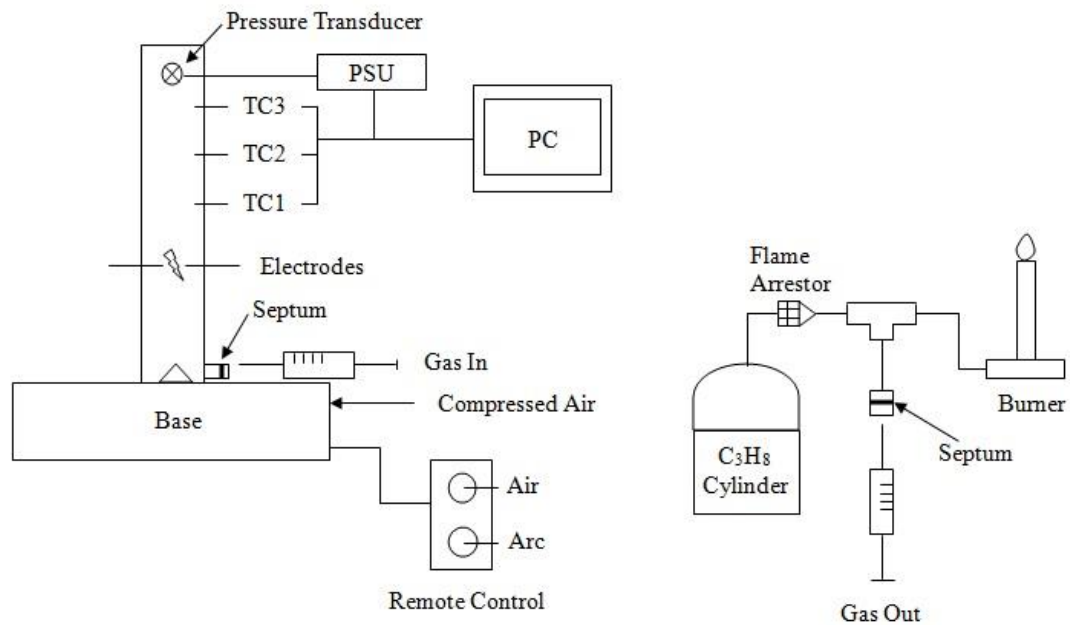 Pressure Transducer
PSU
TC3
TC2
TC1
PC
Electrodes
Septum
Gas In
Compressed Air
Base
Air
Arc
Remote Control
Flame
Arrestor
C₃H₈
Cylinder
Burner
Septum
Gas Out